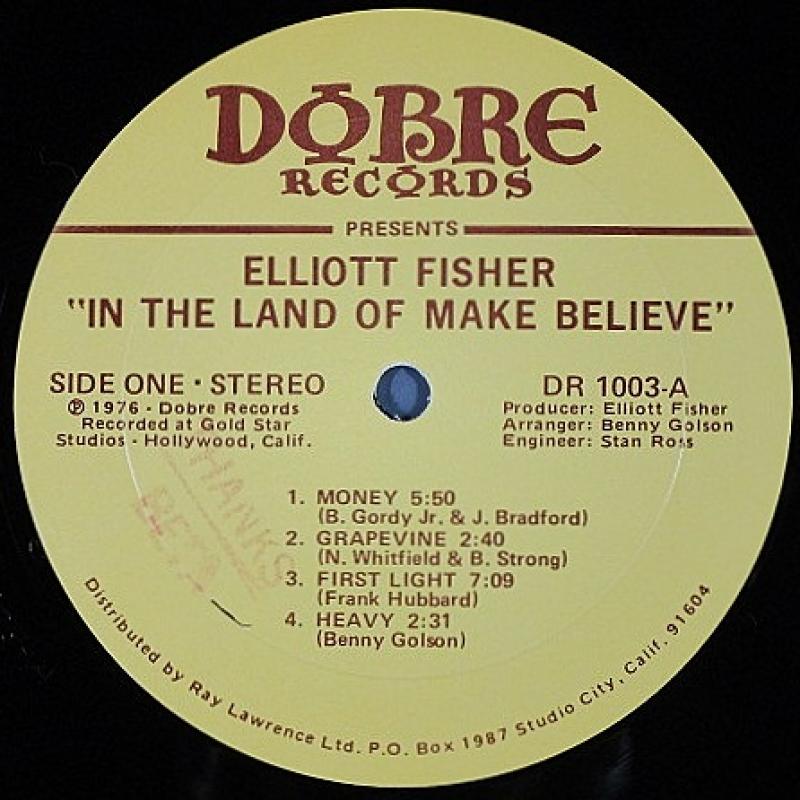 DOBRE
RECORDS
PRESENTS
ELLIOTT FISHER
"IN THE LAND OF MAKE BELIEVE"
SIDE ONE · STEREO
℗ 1976 - Dobre Records
Recorded at Gold Star
Studios - Hollywood, Calif.
DR 1003-A
Producer: Elliott Fisher
Arranger: Benny Golson
Engineer: Stan Ross
1. MONEY 5:50
(B. Gordy Jr. & J. Bradford)
2. GRAPEVINE 2:40
(N. Whitfield & B. Strong)
3. FIRST LIGHT 7:09
(Frank Hubbard)
4. HEAVY 2:31
(Benny Golson)
THANKS
Distributed by Ray Lawrence Ltd. P.O. Box 1987 Studio City, Calif. 91604